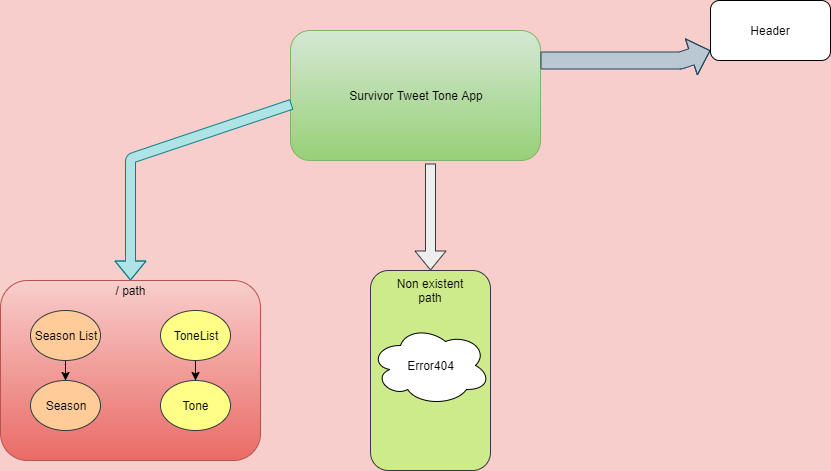 Header
Survivor Tweet Tone App
/ path
Season List
ToneList
Season
Tone
Non existent
path
Error404